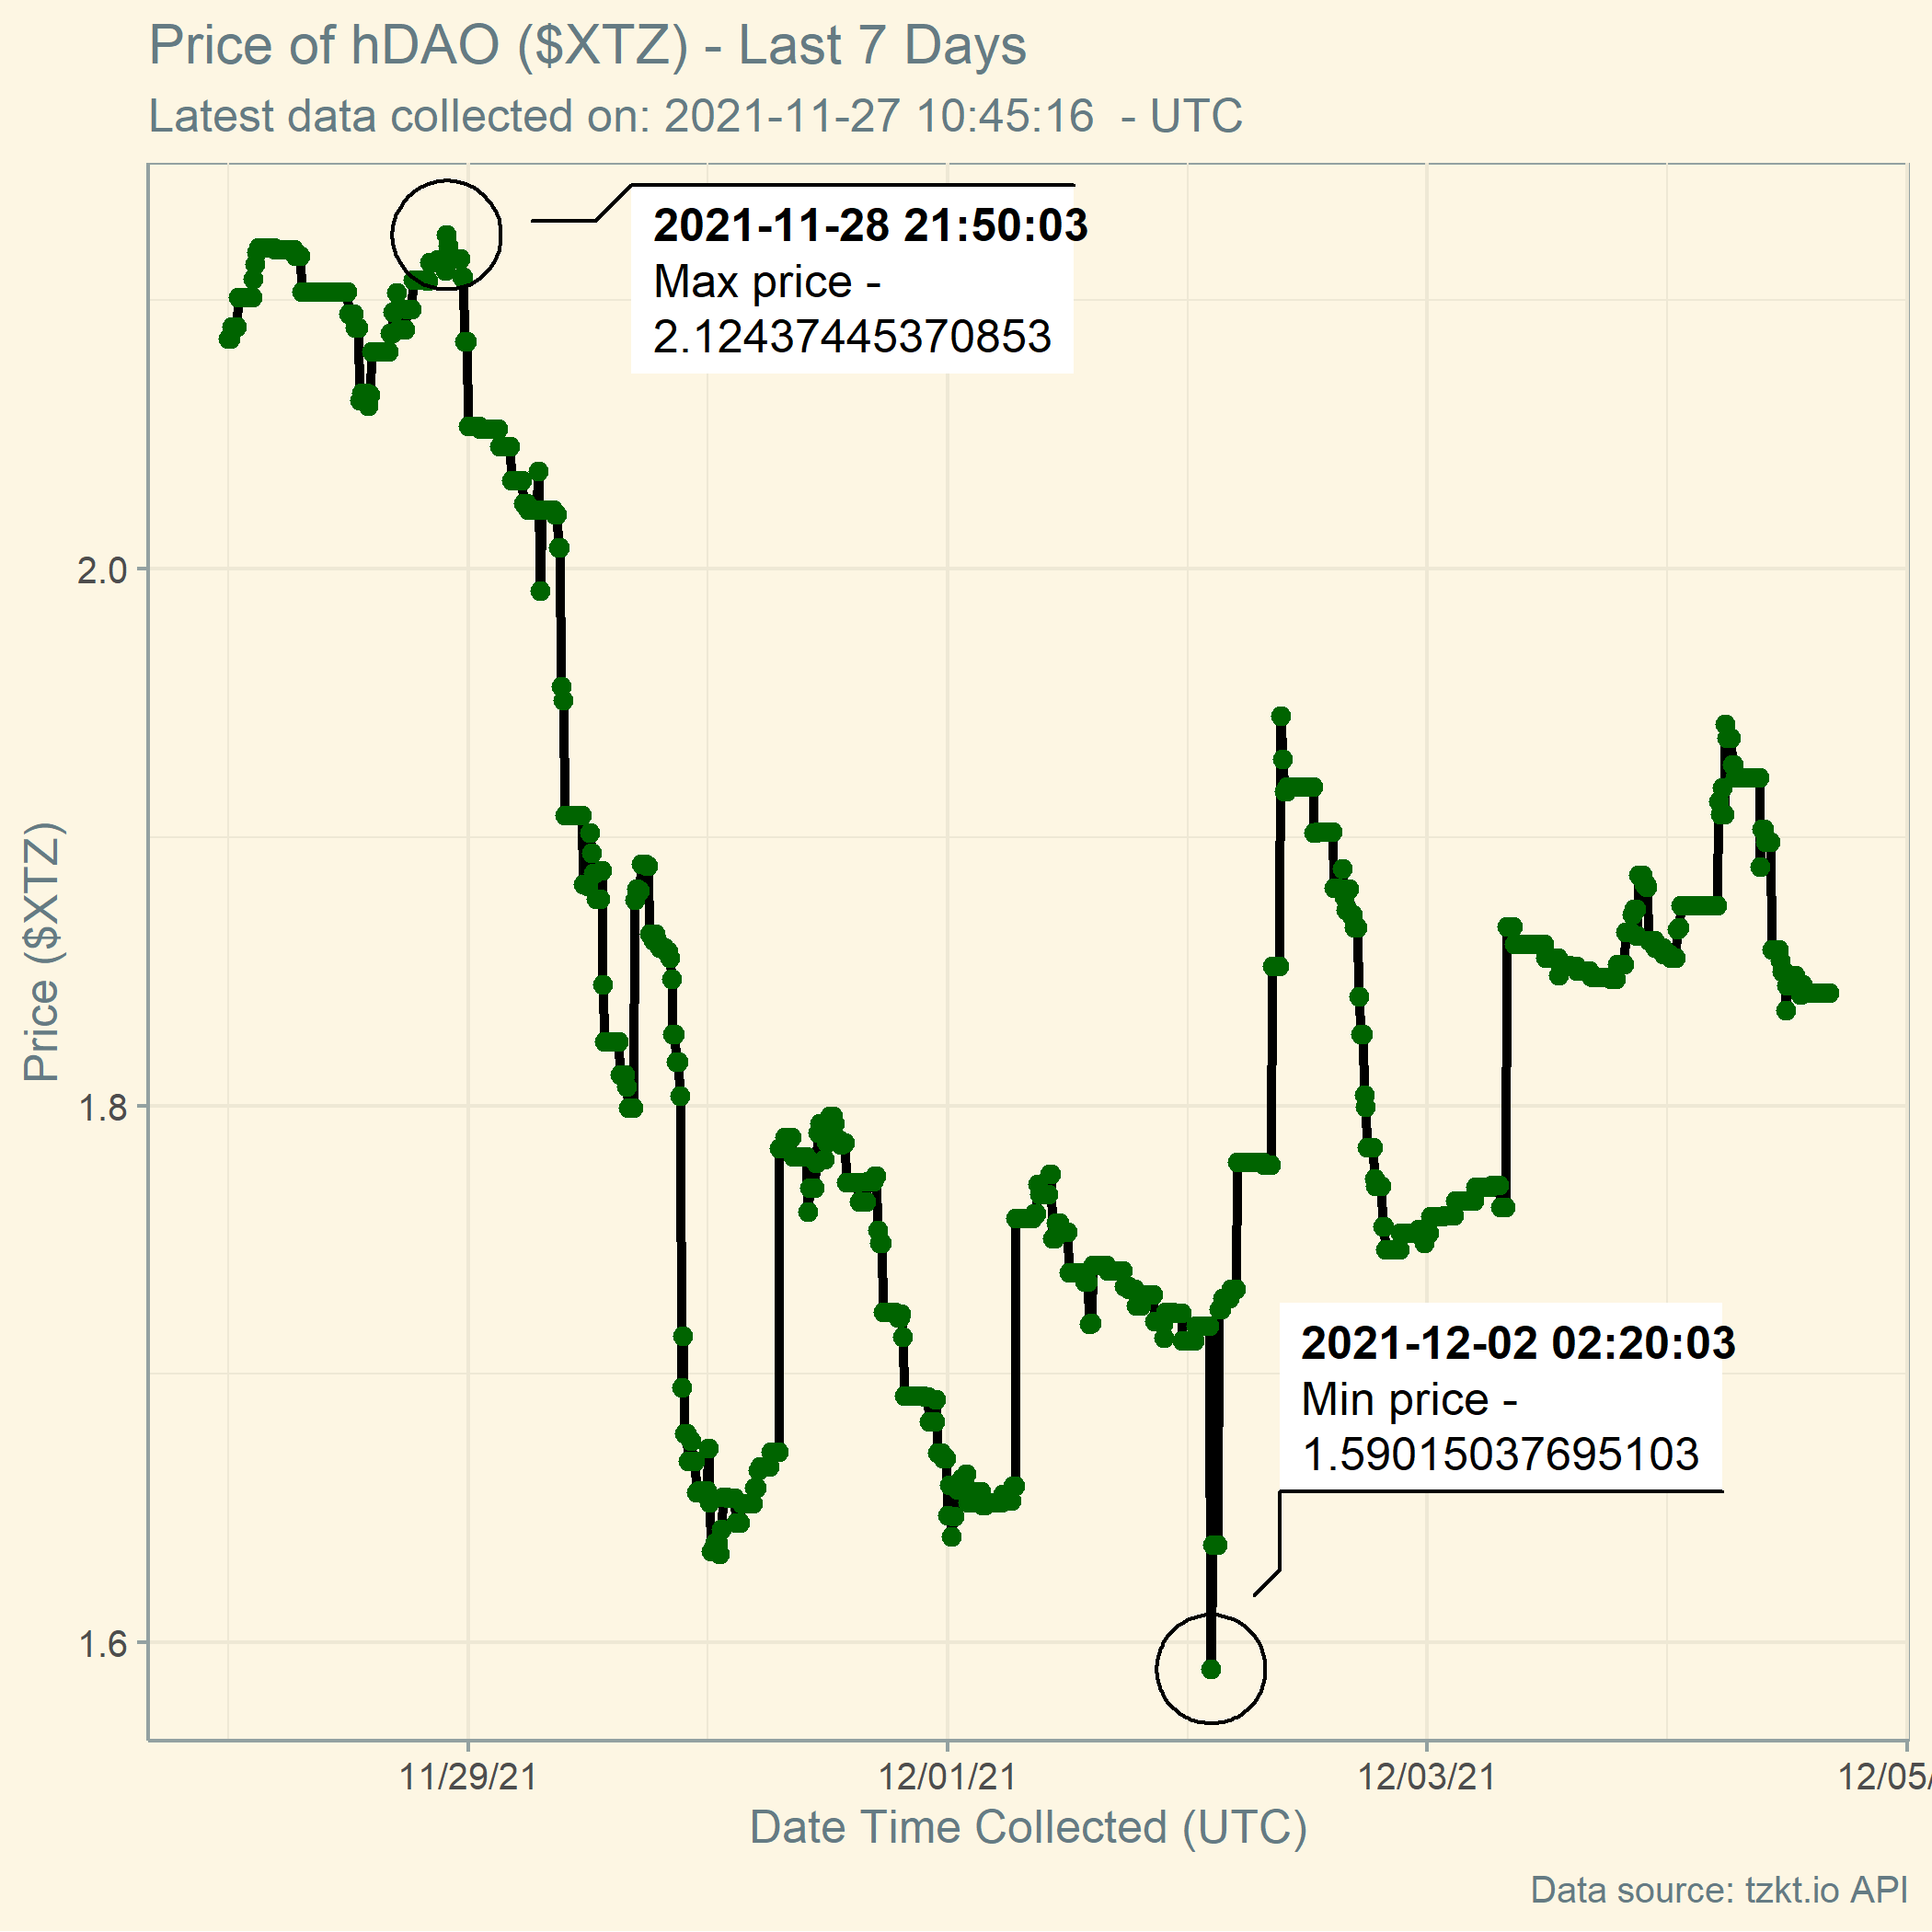 Price of hDAO ($XTZ) - Last 7 Days
Latest data collected on: 2021-11-27 10:45:16  - UTC
2021-11-28 21:50:03
Max price -
2.12437445370853
2.0
1.8
1.6
Price ($XTZ)
2021-12-02 02:20:03
Min price -
1.59015037695103
11/29/21
12/01/21
12/03/21
12/05/
Date Time Collected (UTC)
Data source: tzkt.io API